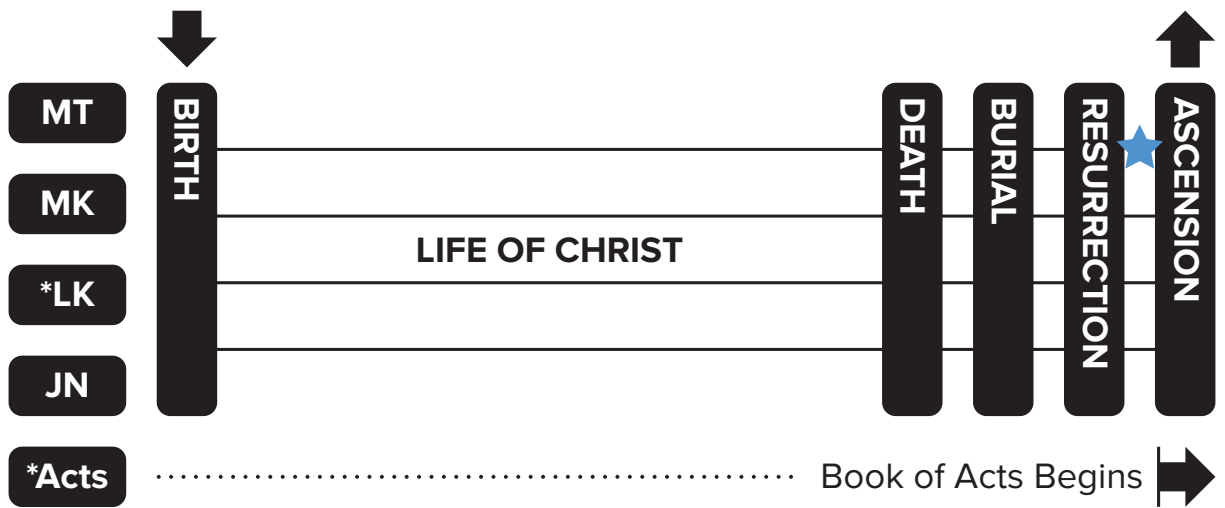 MT
MK
*LK
JN
*Acts
BIRTH
LIFE OF CHRIST
DEATH
BURIAL
RESURRECTION
ASCENSION
Book of Acts Begins